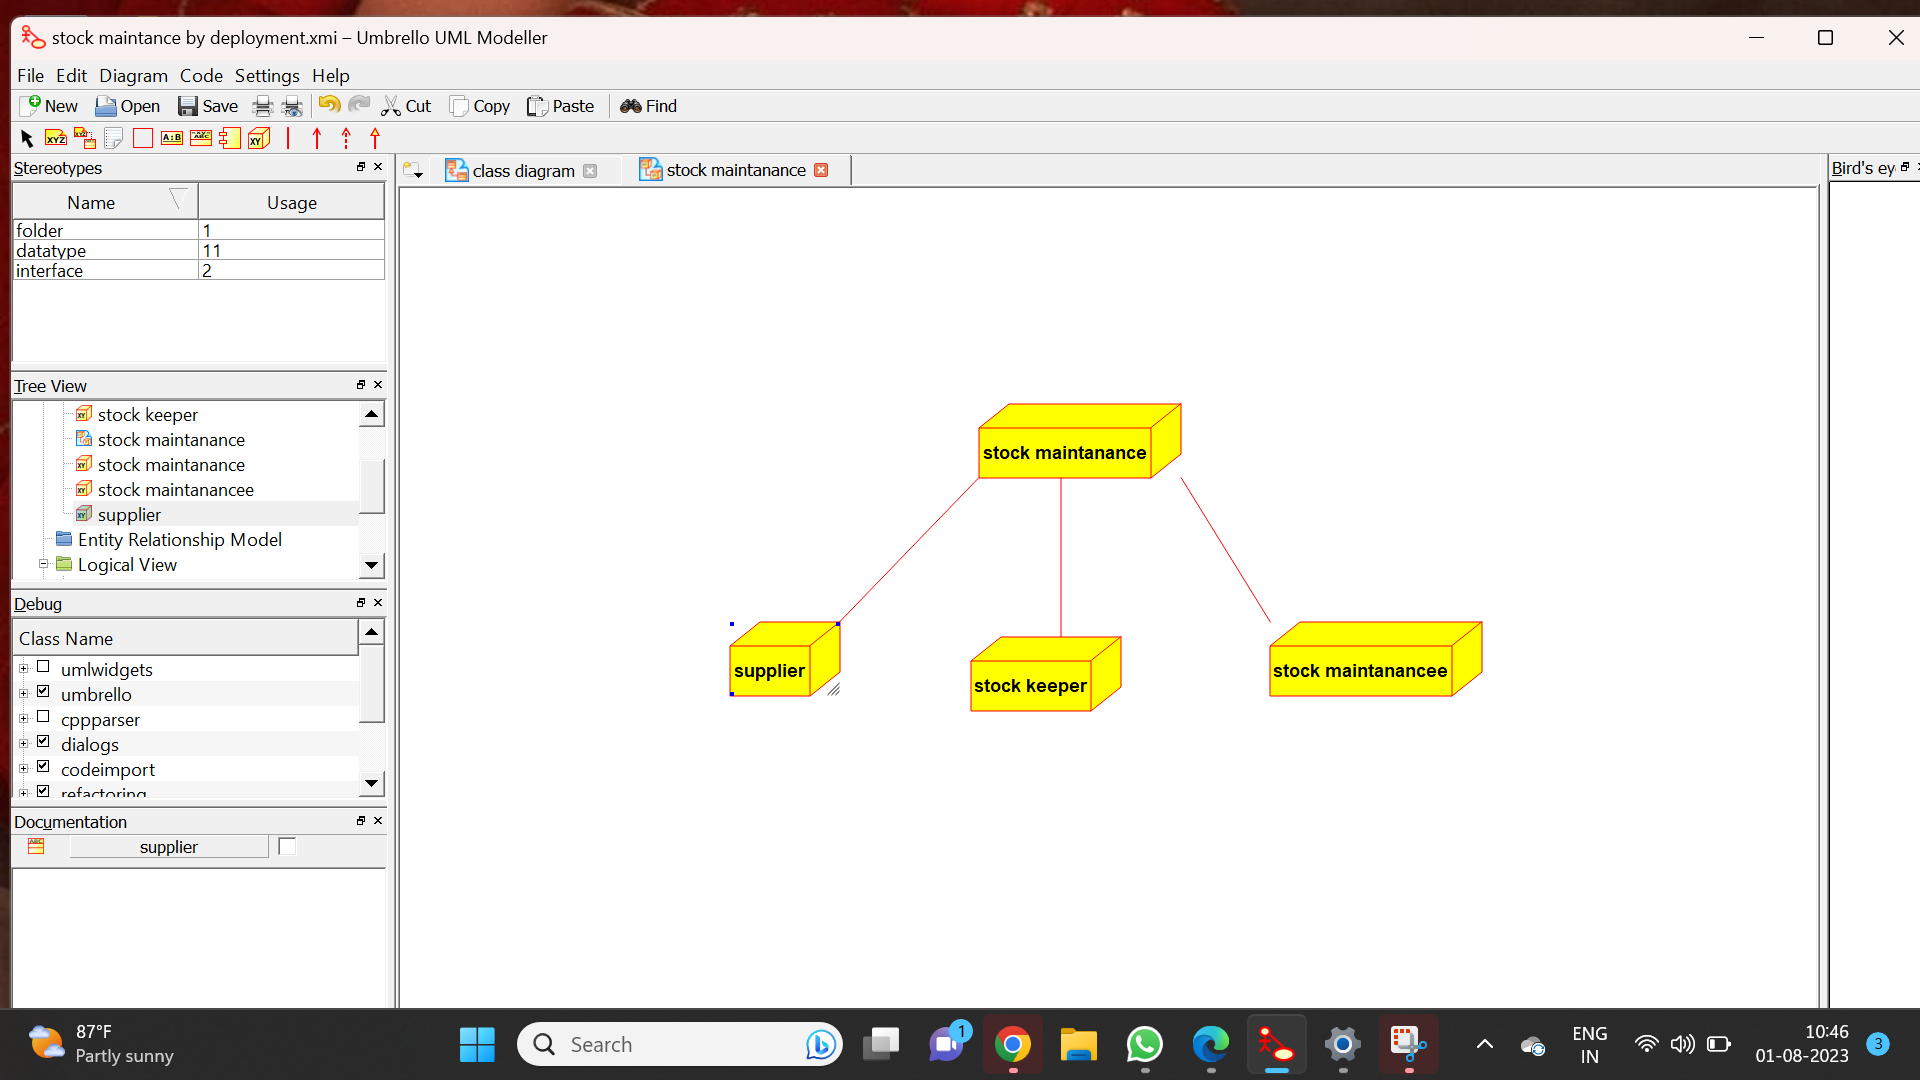 stock maintance by deployment.xmi – Umbrello UML Modeller
File Edit Diagram Code Settings Help
New Open Save Cut Copy Paste Find
Stereotypes
Name Usage
folder 1
datatype 11
interface 2
Tree View
stock keeper
stock maintanance
stock maintanance
stock maintanancee
supplier
Entity Relationship Model
Logical View
Debug
Class Name
umlwidgets
umbrello
cppparser
dialogs
codeimport
refactoring
Documentation
supplier
class diagram
stock maintanance
Bird's ey
stock maintanance
supplier
stock keeper
stock maintanancee
87°F
Partly sunny
Search
1
ENG
IN
10:46
01-08-2023
3